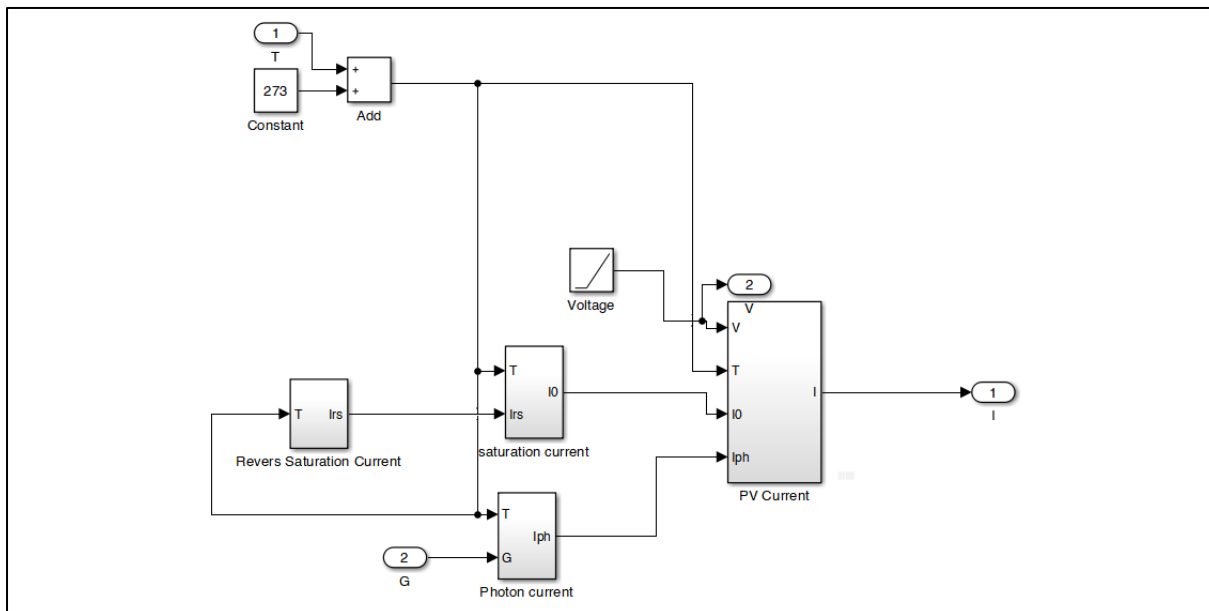 1
T
273
Constant
+
+
Add
Voltage
2
V
V
T
I0
Iph
I
PV Current
1
I
T
Irs
I0
saturation current
T
Irs
Revers Saturation Current
T
G
Iph
Photon current
2
G